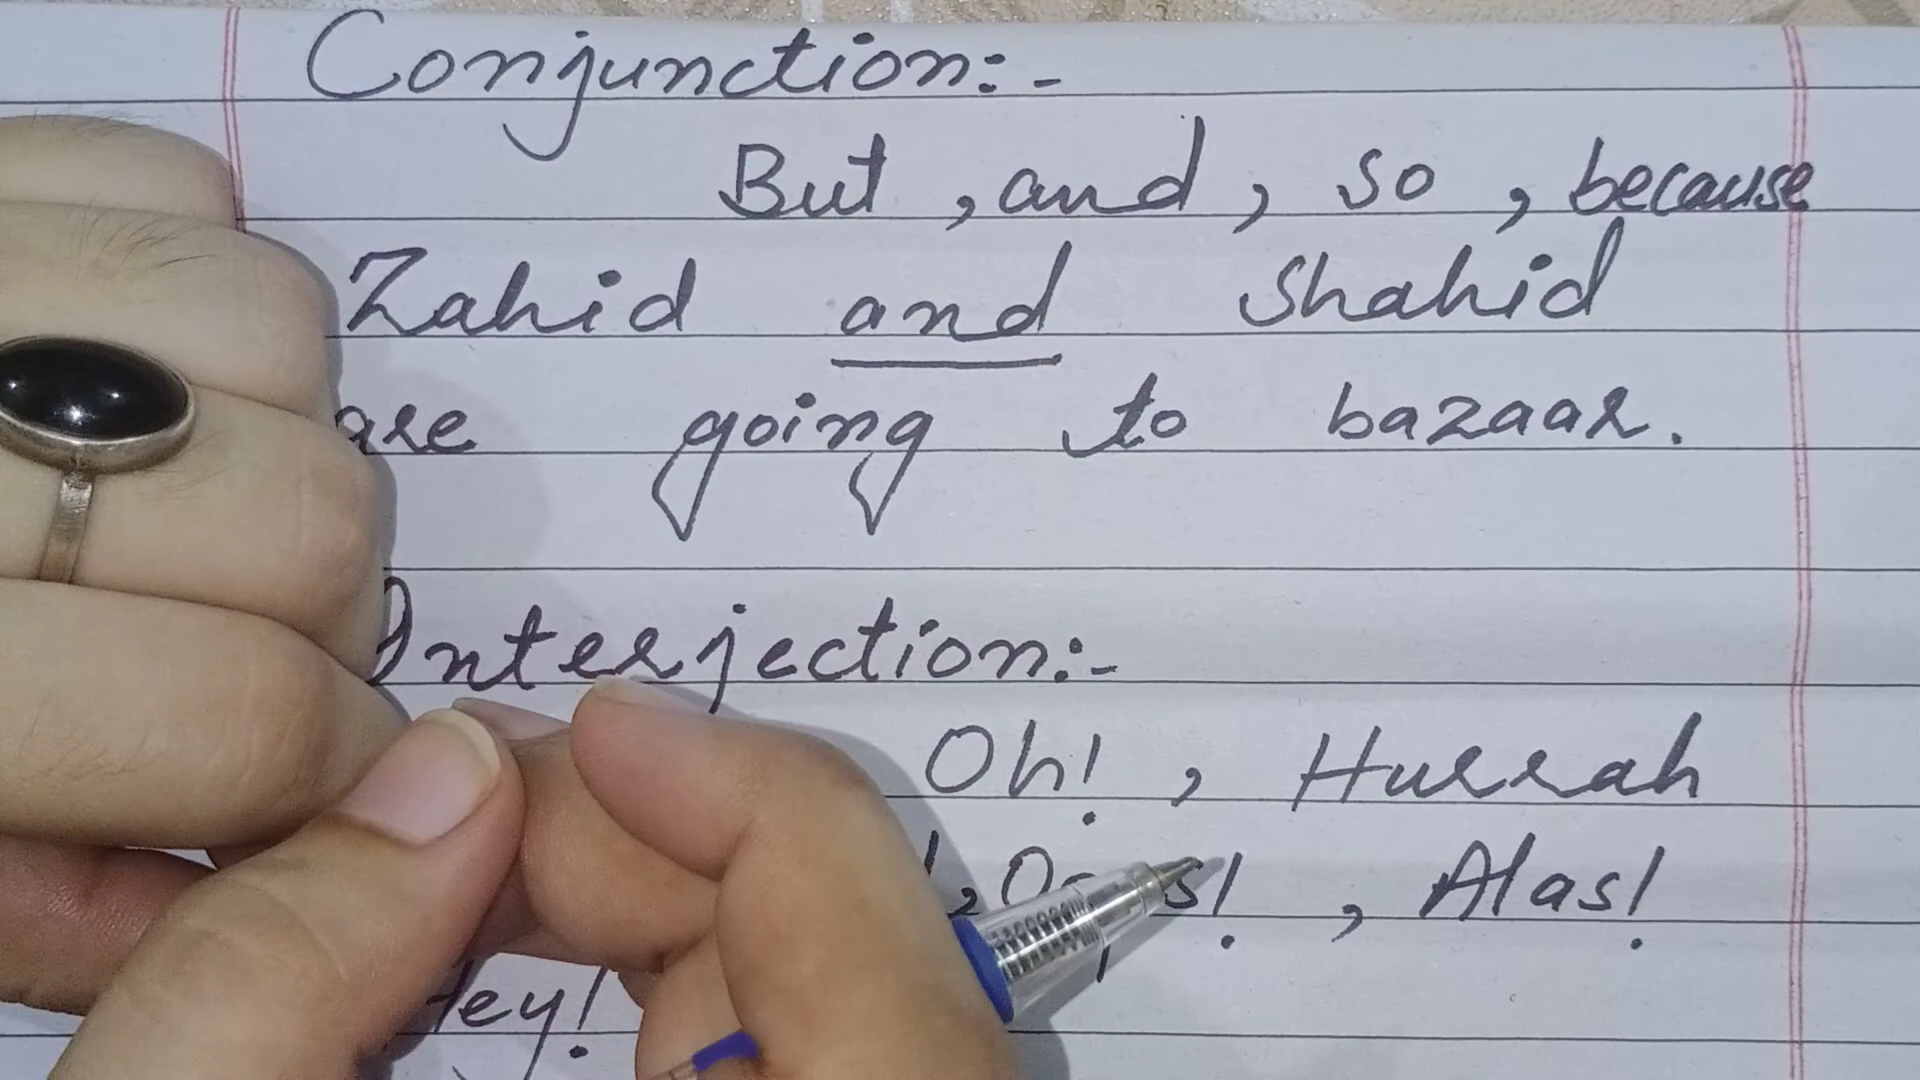 Conjunction:-
But , and , so , because
Zahid and Shahid
are going to bazaar.
Interjection:-
Oh! , Hurrah
, Alas!
Hey!